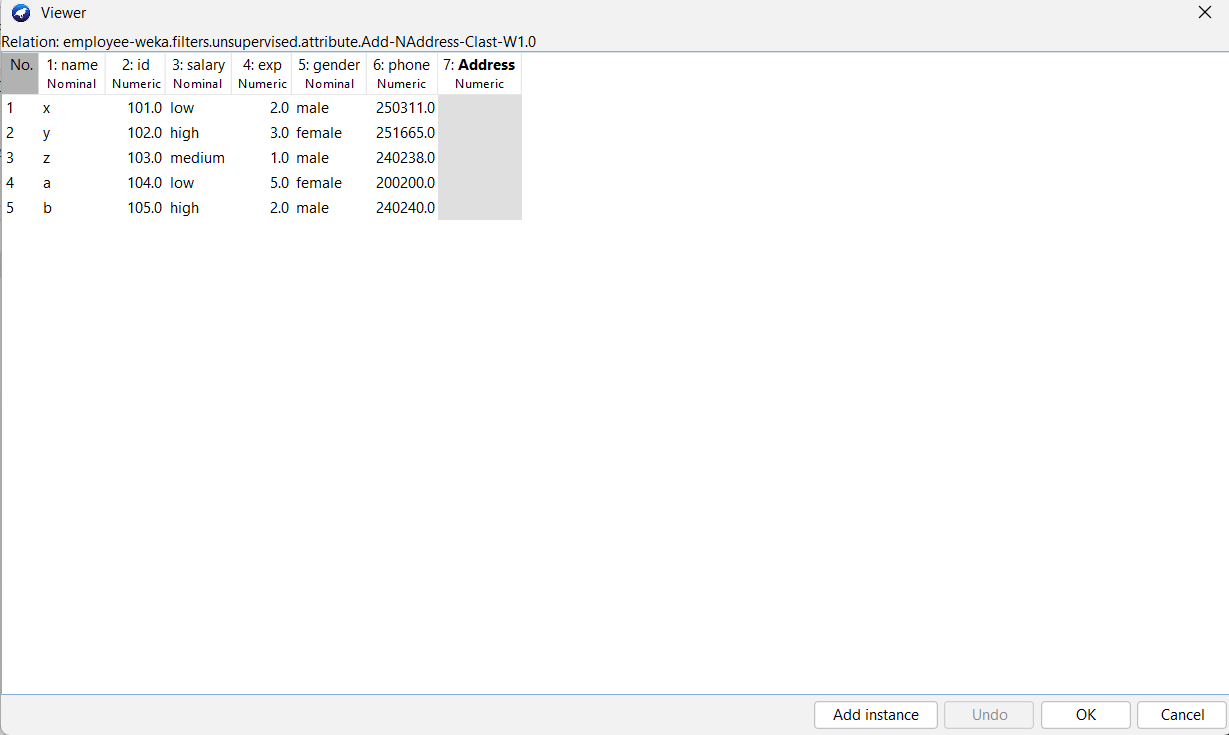 Viewer
Relation: employee-weka.filters.unsupervised.attribute.Add-NAddress-Clast-W1.0
No. 1: name 2: id 3: salary 4: exp 5: gender 6: phone 7: Address
Nominal Numeric Nominal Numeric Nominal Numeric Numeric
1 x 101.0 low 2.0 male 250311.0
2 y 102.0 high 3.0 female 251665.0
3 z 103.0 medium 1.0 male 240238.0
4 a 104.0 low 5.0 female 200200.0
5 b 105.0 high 2.0 male 240240.0
Add instance Undo OK Cancel